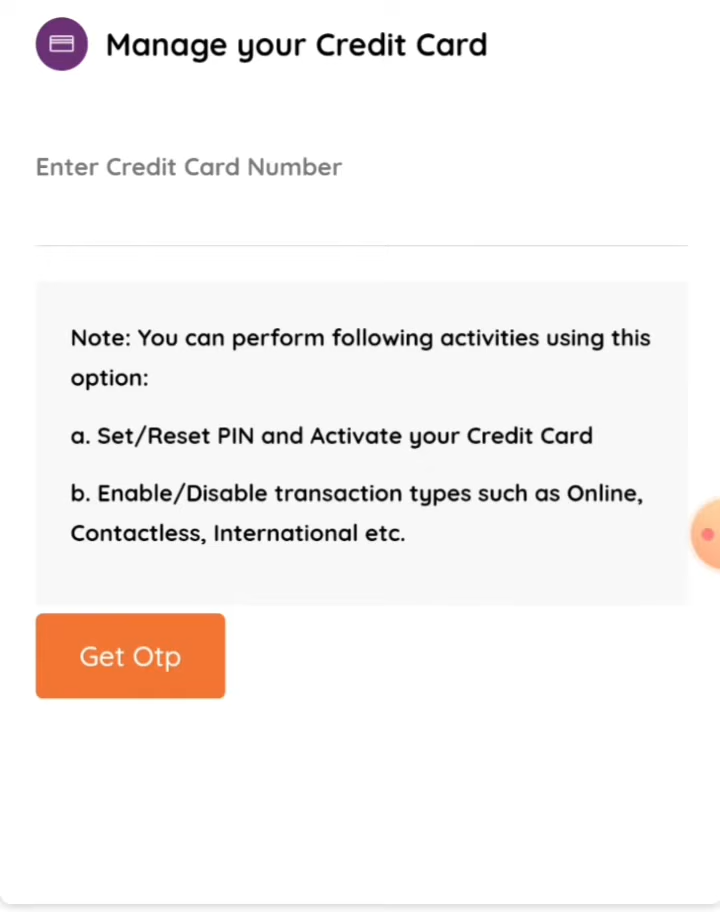 Manage your Credit Card
Enter Credit Card Number
Note: You can perform following activities using this
option:
a. Set/Reset PIN and Activate your Credit Card
b. Enable/Disable transaction types such as Online,
Contactless, International etc.
Get Otp